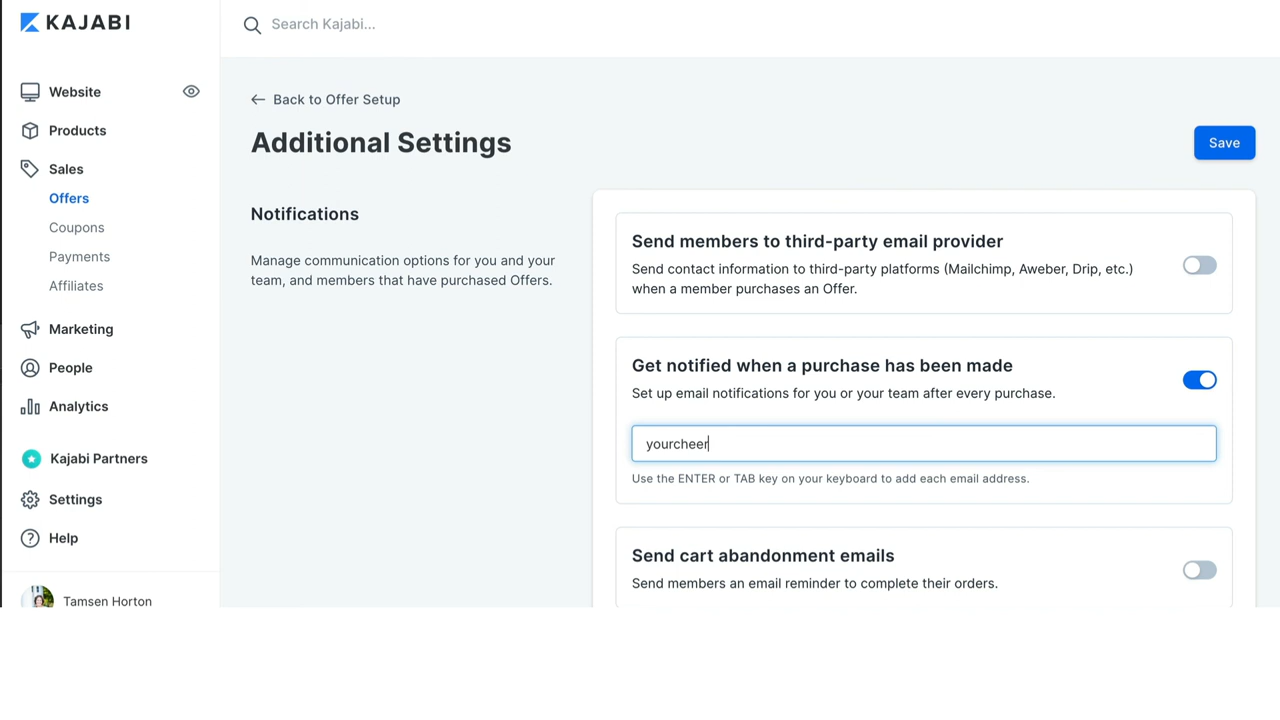 KAJABI
Search Kajabi...
Website
Products
Sales
Offers
Coupons
Payments
Affiliates
Marketing
People
Analytics
Kajabi Partners
Settings
Help
Tamsen Horton
Back to Offer Setup
Additional Settings
Save
Notifications
Manage communication options for you and your
team, and members that have purchased Offers.
Send members to third-party email provider
Send contact information to third-party platforms (Mailchimp, Aweber, Drip, etc.)
when a member purchases an Offer.
Get notified when a purchase has been made
Set up email notifications for you or your team after every purchase.
yourcheer
Use the ENTER or TAB key on your keyboard to add each email address.
Send cart abandonment emails
Send members an email reminder to complete their orders.